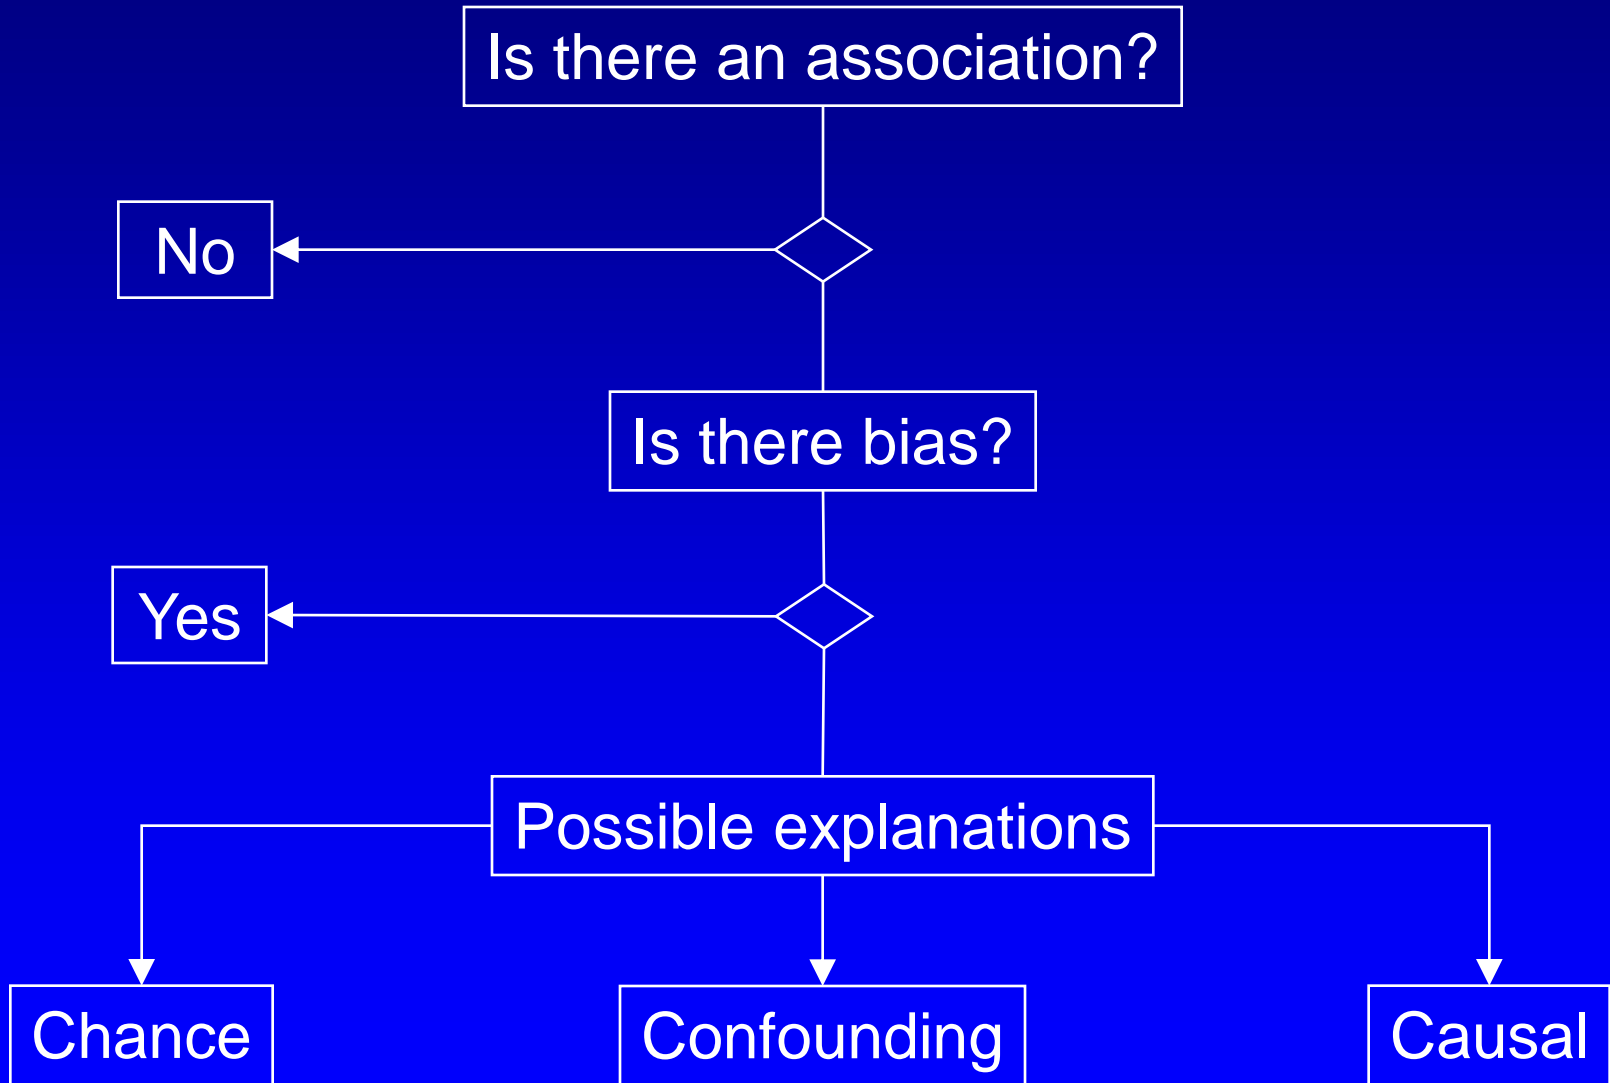 Is there an association?
No
Is there bias?
Yes
Possible explanations
Chance
Confounding
Causal